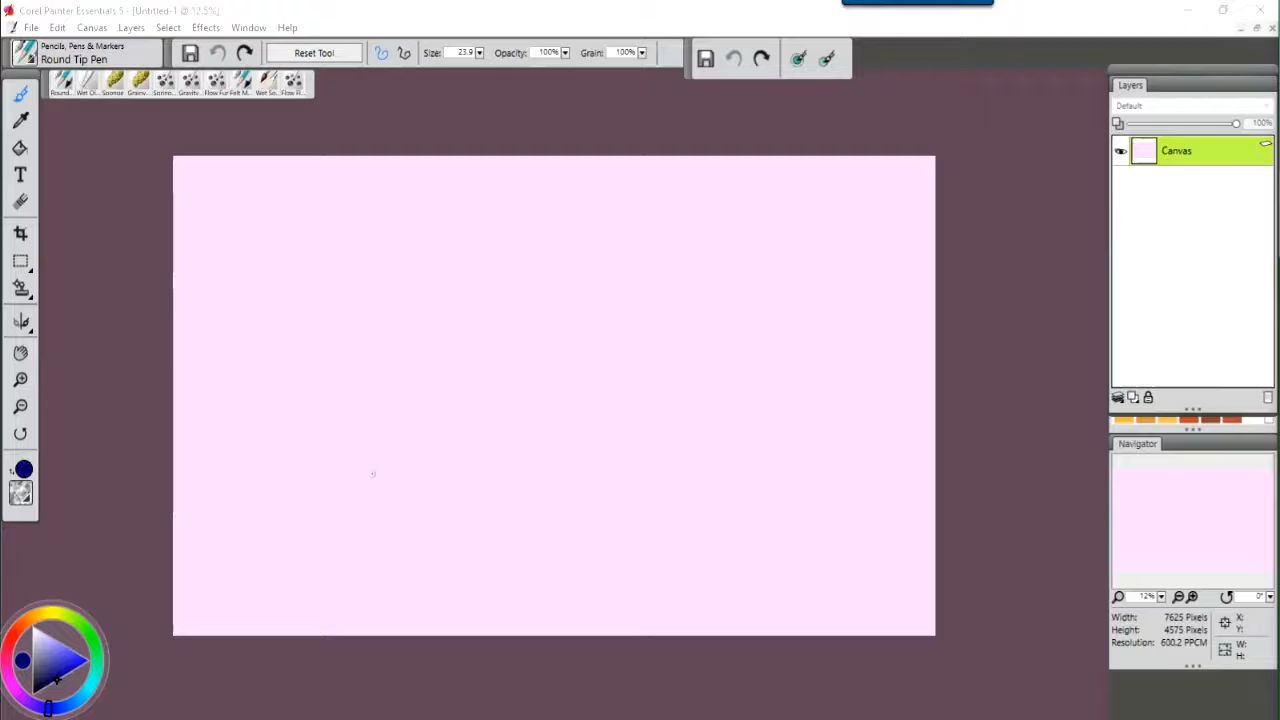 Corel Painter Essentials 5 - [Untitled-1 @ 12.5%]
File Edit Canvas Layers Select Effects Window Help
Pencils, Pens & Markers
Round Tip Pen
Reset Tool
Size: 23.9 Opacity: 100% Grain: 100%
Round... Wet Oi... Sponge Gravity... Flow Fur Felt M... Wet So... Flow Fl...
Layers
Default
100%
Canvas
Navigator
12% 0°
Width: 7625 Pixels X:
Height: 4575 Pixels Y:
Resolution: 600.2 PPCM W:
H: